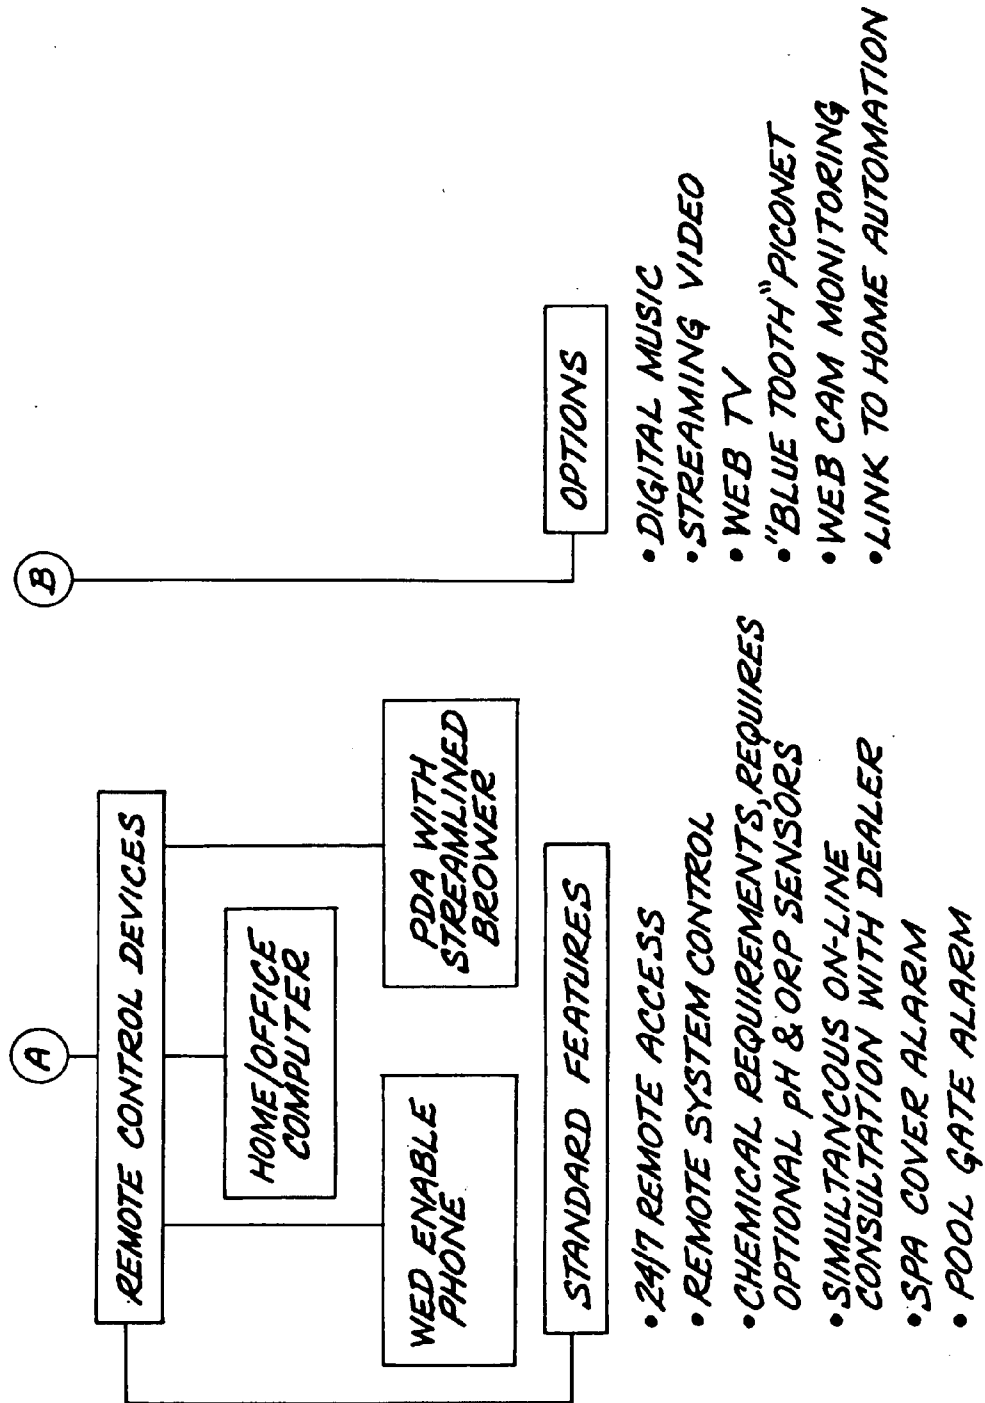 A
REMOTE CONTROL DEVICES
HOME/OFFICE
COMPUTER
WED ENABLE
PHONE
PDA WITH
STREAMLINED
BROWER
STANDARD FEATURES
• 24/7 REMOTE ACCESS
• REMOTE SYSTEM CONTROL
• CHEMICAL REQUIREMENTS, REQUIRES
OPTIONAL pH & ORP SENSORS
• SIMULTANCOUS ON-LINE
CONSULTATION WITH DEALER
• SPA COVER ALARM
• POOL GATE ALARM
B
OPTIONS
• DIGITAL MUSIC
• STREAMING VIDEO
• WEB TV
• "BLUE TOOTH" PICONET
• WEB CAM MONITORING
• LINK TO HOME AUTOMATION